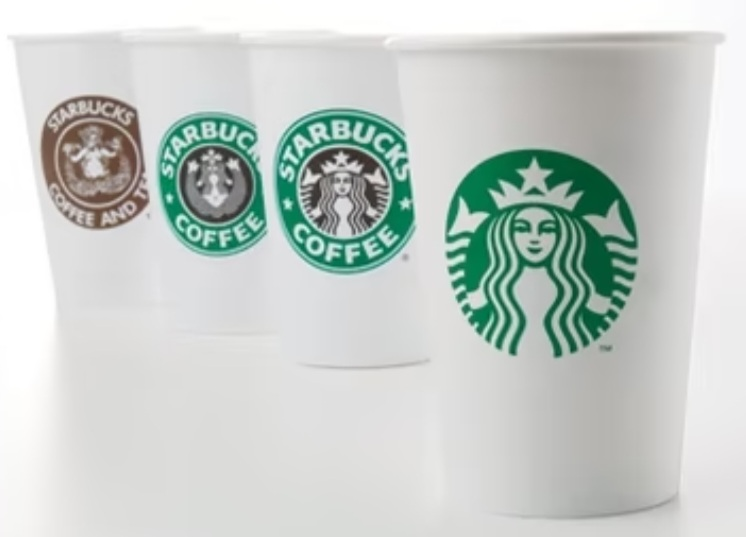 STARBUCKS
COFFEE AND
STARBUCKS
COFFEE
STARBUCKS
COFFEE
®
TM